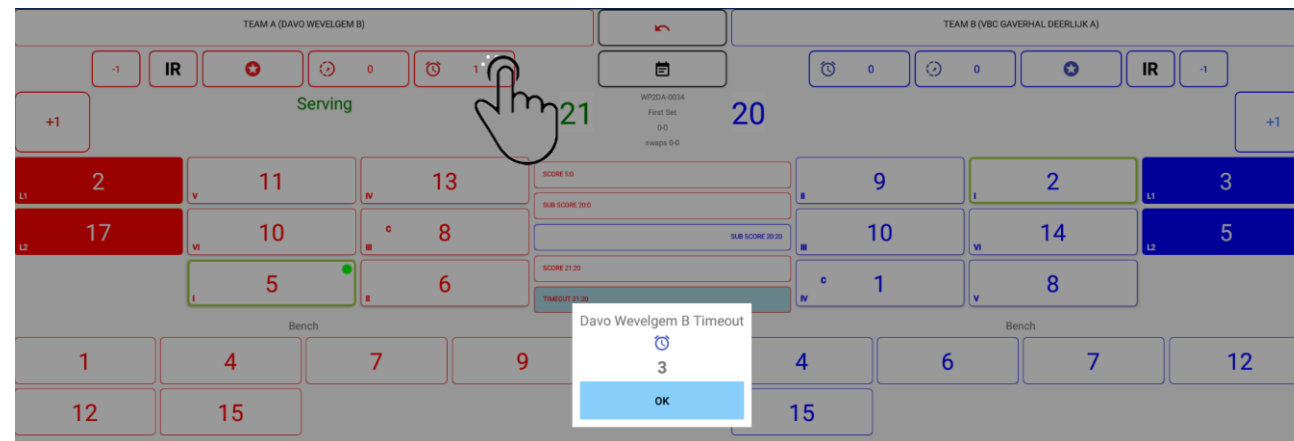 TEAM A (DAVO WEVELGEM B)
TEAM B (VBC GAVERHAL DEERLIJK A)
-1 IR 0 1
0 0 IR -1
+1 Serving 21
WP2DA-0034
First Set
0-0
swaps 0-0
20 +1
2 L1 11 V 13 IV
SCORE 5:0
9 II 2 I 3 L1
SUB SCORE 20:0
17 L2 10 VI C 8 III
SUB SCORE 20:20
10 III 14 VI 5 L2
5 I 6 II
SCORE 21:20
C 1 IV 8 V
TIMEOUT 21:20
Bench
Bench
Davo Wevelgem B Timeout
3
OK
1 4 7 9
4 6 7 12
12 15
15